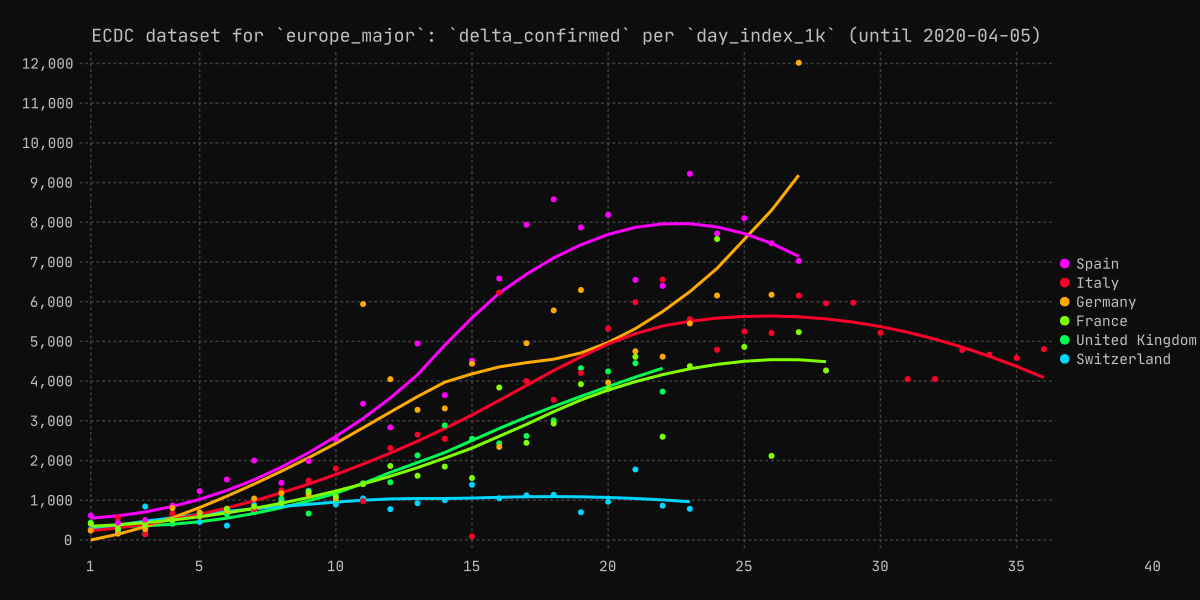 ECDC dataset for `europe_major`: `delta_confirmed` per `day_index_1k` (until 2020-04-05)
12,000
11,000
10,000
9,000
8,000
7,000
6,000
5,000
4,000
3,000
2,000
1,000
0
1 5 10 15 20 25 30 35 40
Spain
Italy
Germany
France
United Kingdom
Switzerland